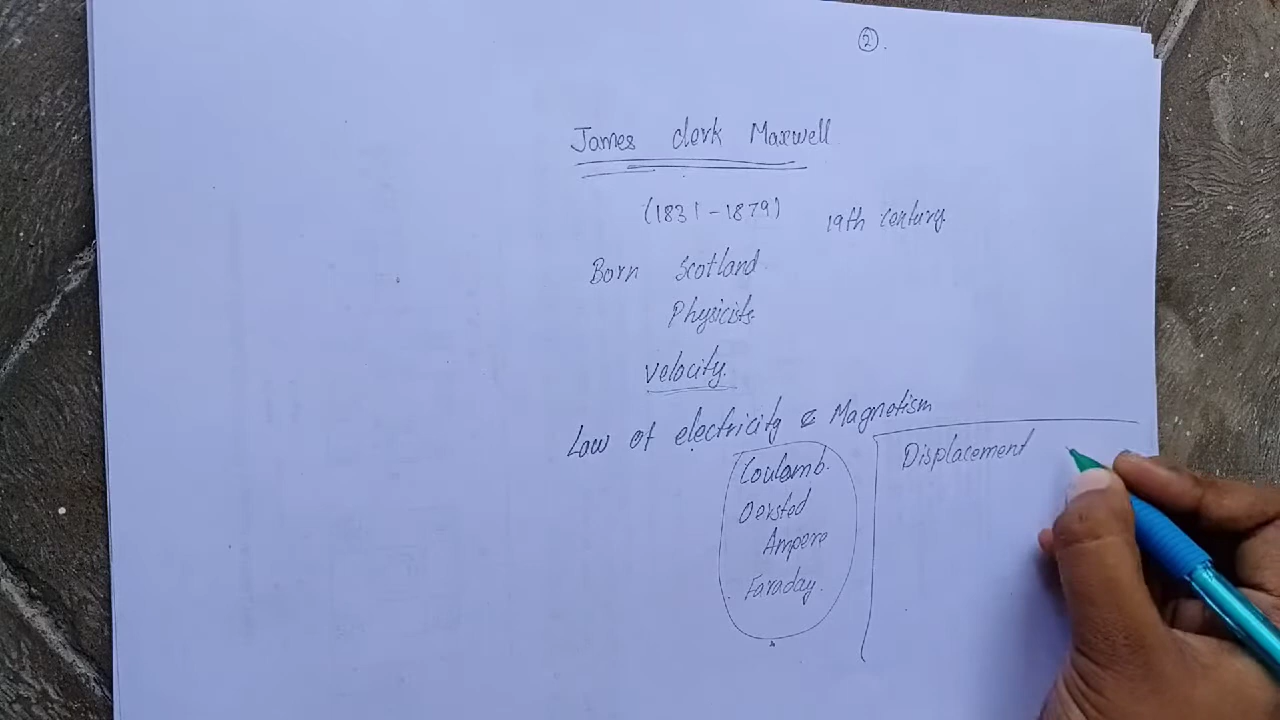 2
James Clerk Maxwell
(1831-1879) 19th century
Born Scotland
Physicists
Velocity.
Law of electricity & Magnetism
Coulomb.
Oersted
Ampere
Faraday.
Displacement